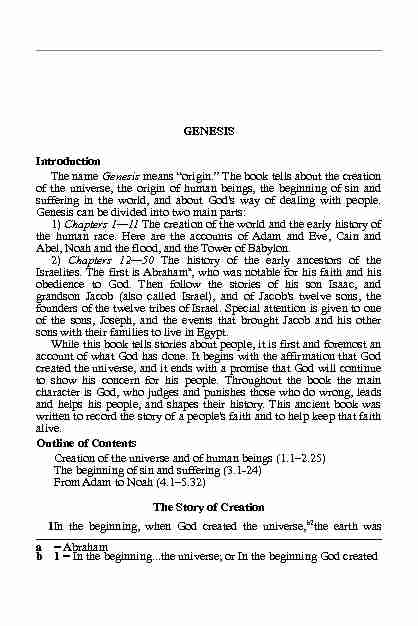 GENESIS
Introduction
The name Genesis means “origin.” The book tells about the creation
of the universe, the origin of human beings, the beginning of sin and
suffering in the world, and about God's way of dealing with people.
Genesis can be divided into two main parts:
1) Chapters 1—11 The creation of the world and the early history of
the human race. Here are the accounts of Adam and Eve, Cain and
Abel, Noah and the flood, and the Tower of Babylon.
2) Chapters 12—50 The history of the early ancestors of the
Israelites. The first is Abrahamᵃ, who was notable for his faith and his
obedience to God. Then follow the stories of his son Isaac, and
grandson Jacob (also called Israel), and of Jacob's twelve sons, the
founders of the twelve tribes of Israel. Special attention is given to one
of the sons, Joseph, and the events that brought Jacob and his other
sons with their families to live in Egypt.
While this book tells stories about people, it is first and foremost an
account of what God has done. It begins with the affirmation that God
created the universe, and it ends with a promise that God will continue
to show his concern for his people. Throughout the book the main
character is God, who judges and punishes those who do wrong, leads
and helps his people, and shapes their history. This ancient book was
written to record the story of a people's faith and to help keep that faith
alive.
Outline of Contents
Creation of the universe and of human beings (1.1–2.25)
The beginning of sin and suffering (3.1-24)
From Adam to Noah (4.1–5.32)
The Story of Creation
1In the beginning, when God created the universe,ᵇ²the earth was
a – Abraham
b 1 – In the beginning...the universe; or In the beginning God created